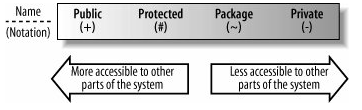 Name Public Protected Package Private
(Notation) (+) (#) (~) (-)
More accessible to other
parts of the system
Less accessible to other
parts of the system